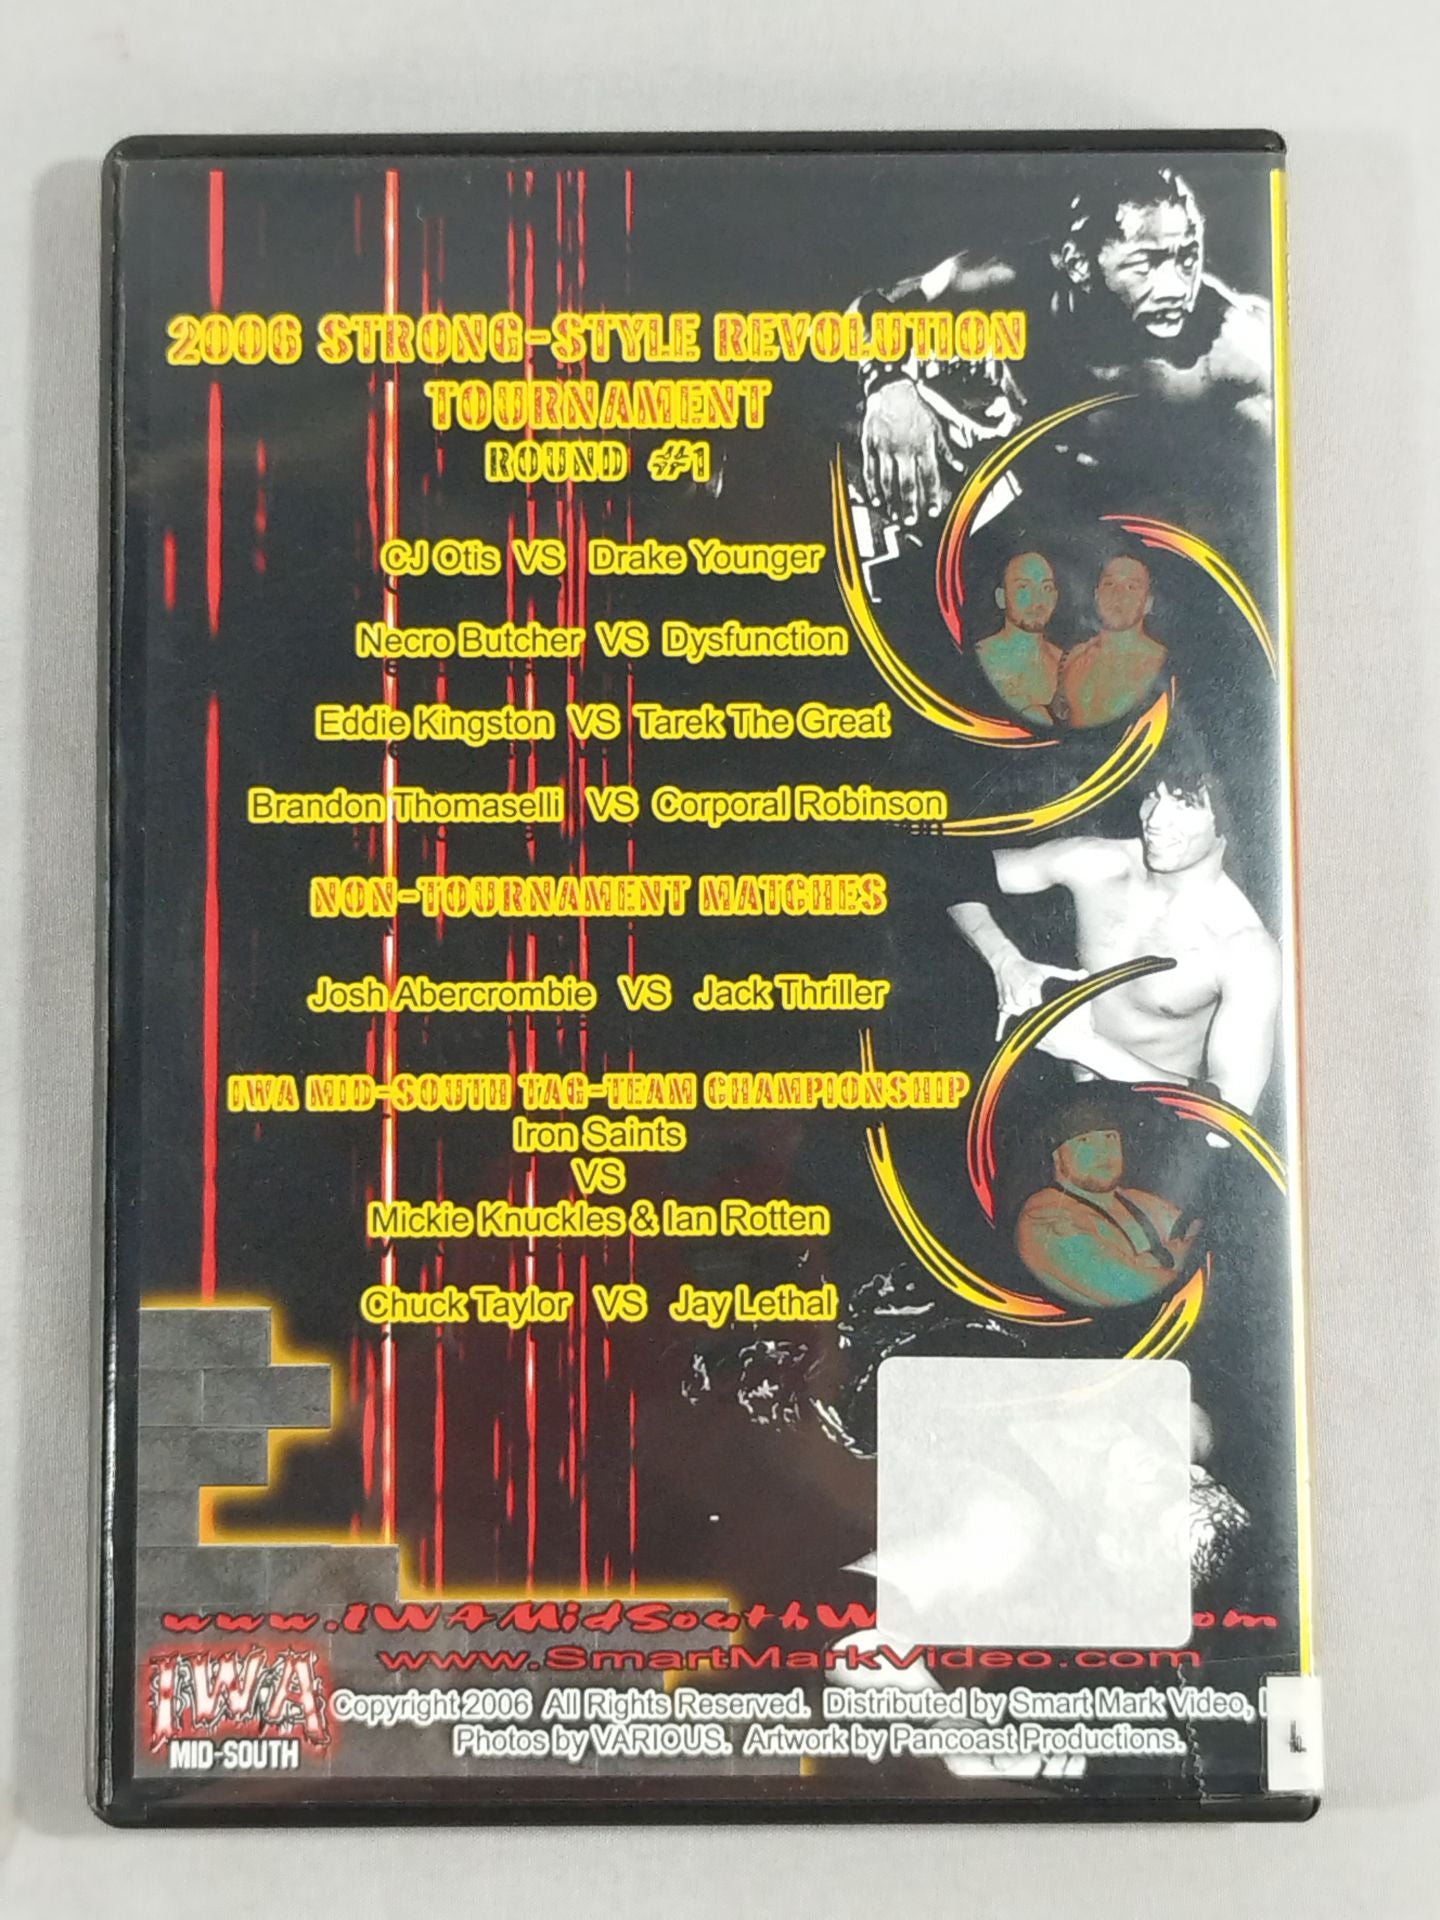 2006 STRONG-STYLE REVOLUTION
TOURNAMENT
ROUND #1
CJ Otis VS Drake Younger
Necro Butcher VS Dysfunction
Eddie Kingston VS Tarek The Great
Brandon Thomaselli VS Corporal Robinson
NON-TOURNAMENT MATCHES
Josh Abercrombie VS Jack Thriller
IWA MID-SOUTH TAG-TEAM CHAMPIONSHIP
Iron Saints
VS
Mickie Knuckles & Ian Rotten
Chuck Taylor VS Jay Lethal
www.SmartMarkVideo.com
IWA
MID-SOUTH
Copyright 2006 All Rights Reserved. Distributed by Smart Mark Video,
Photos by VARIOUS. Artwork by Pancoast Productions.